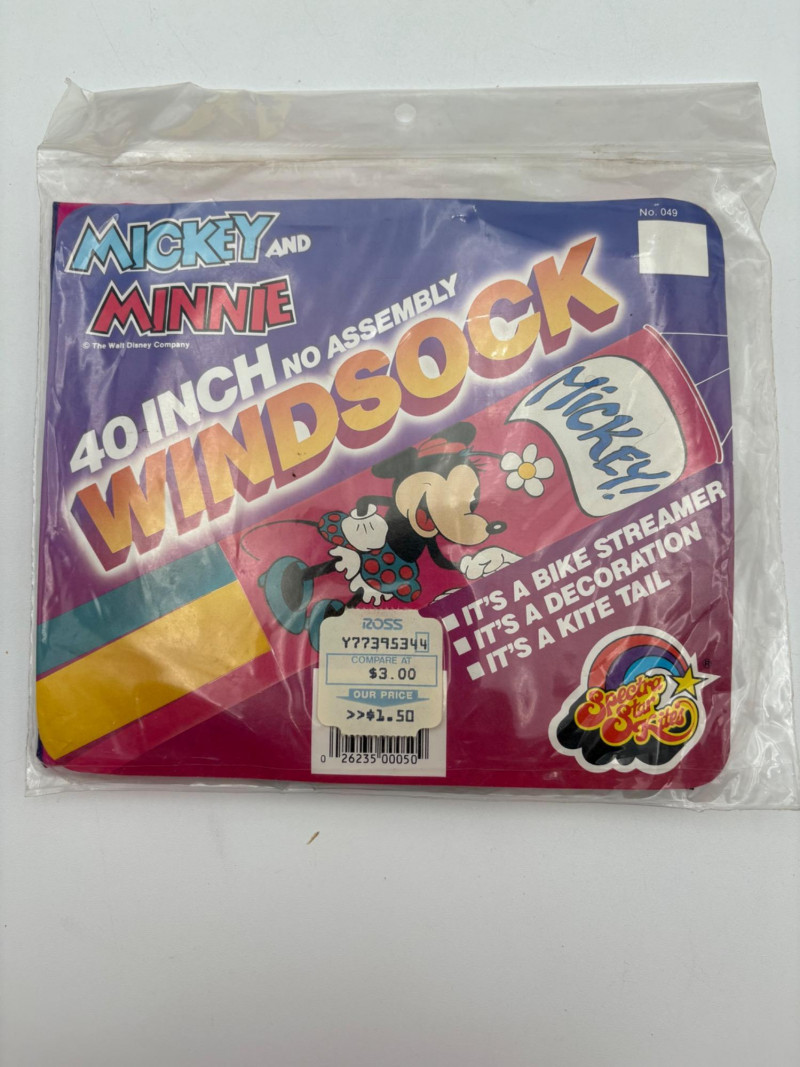 No. 049
MICKEY AND
MINNIE
© The Walt Disney Company
40 INCH NO ASSEMBLY
WINDSOCK
MICKEY!
IT'S A BIKE STREAMER
IT'S A DECORATION
IT'S A KITE TAIL
ROSS
Y77395344
COMPARE AT
$3.00
OUR PRICE
>>$1.50
0 26235 00050
Spectra
Star
Kites
®